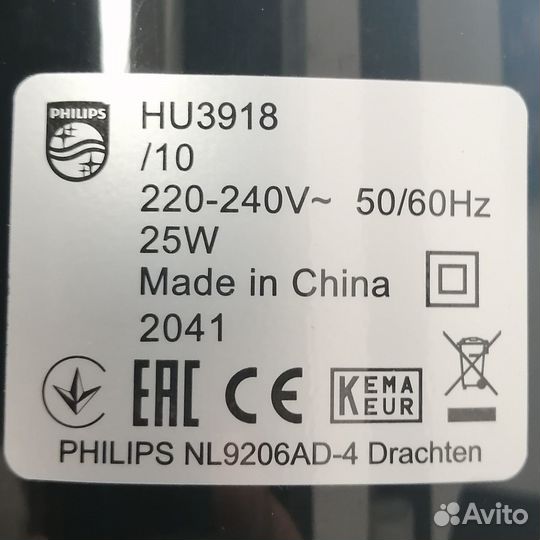 PHILIPS
HU3918
/10
220-240V~ 50/60Hz
25W
Made in China
2041
EAC CE KEMA
KEUR
PHILIPS NL9206AD-4 Drachten
Avito